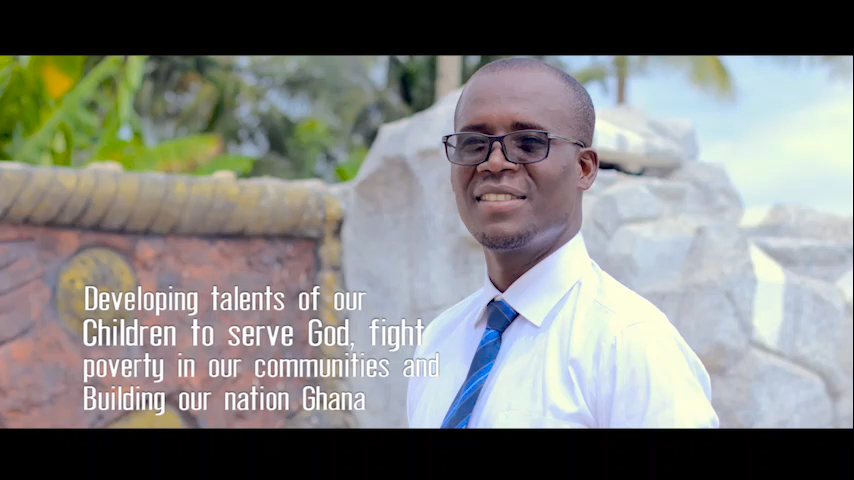 Developing talents of our
Children to serve God, fight
poverty in our communities and
Building our nation Ghana